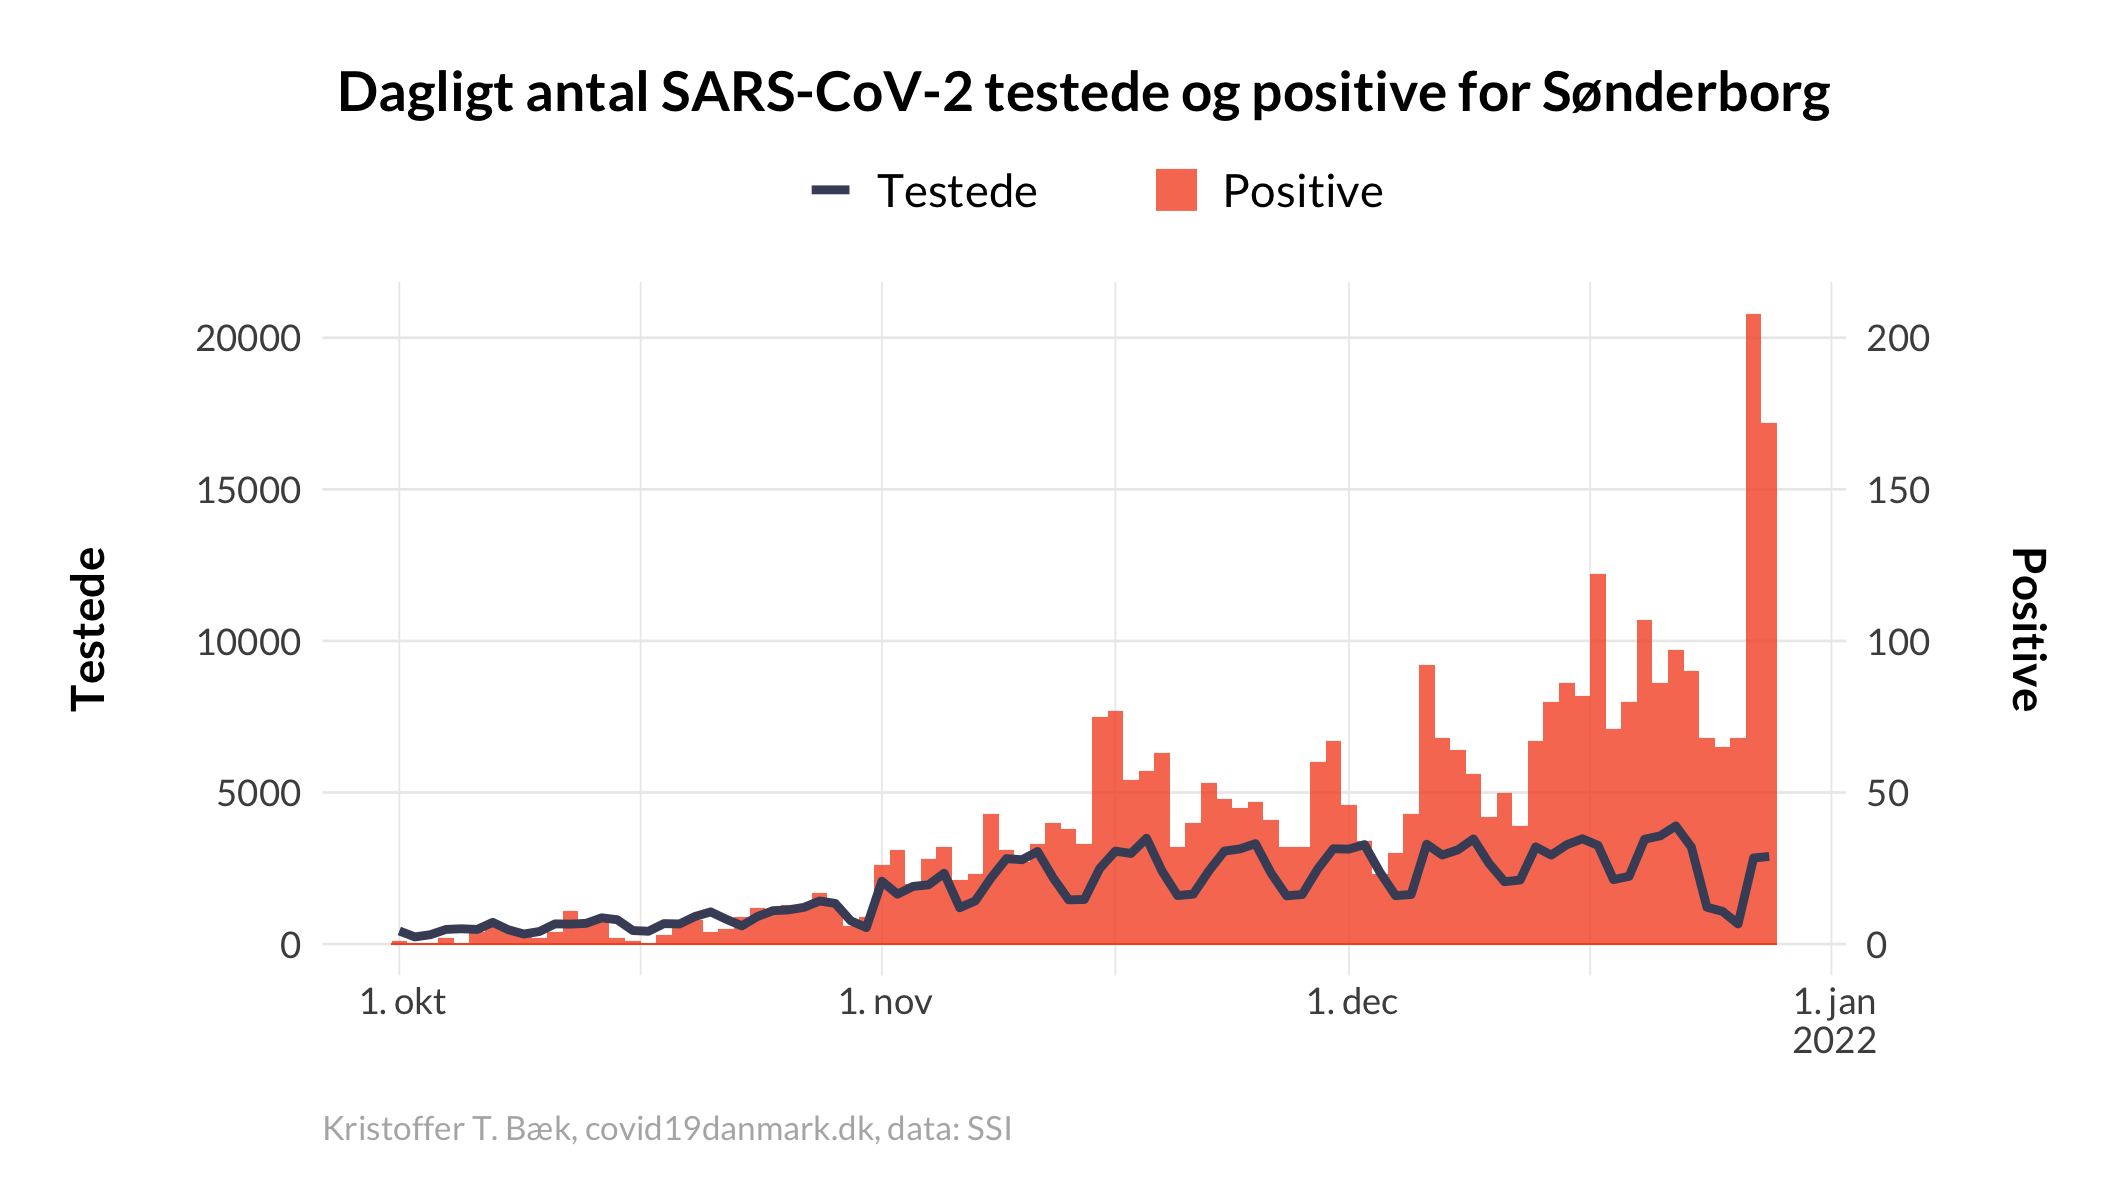 Dagligt antal SARS-CoV-2 testede og positive for Sønderborg
Testede
Positive
20000
15000
10000
5000
0
200
150
100
50
0
Testede
Positive
1. okt
1. nov
1. dec
1. jan
2022
Kristoffer T. Bæk, covid19danmark.dk, data: SSI